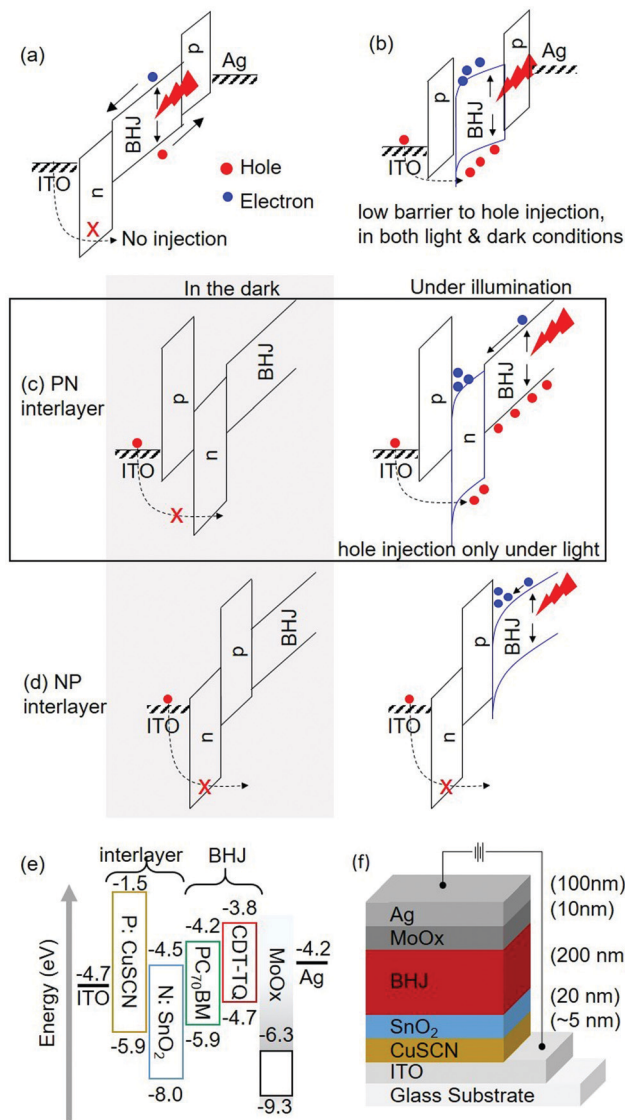 (a)
p
Ag
BHJ
ITO
n
X
No injection
Hole
Electron
(b)
p
Ag
p
BHJ
ITO
low barrier to hole injection,
in both light & dark conditions
In the dark
Under illumination
(c) PN
interlayer
p
BHJ
n
ITO
X
p
BHJ
n
ITO
hole injection only under light
(d) NP
interlayer
BHJ
p
ITO
n
X
p
BHJ
ITO
n
X
(e)
interlayer
BHJ
Energy (eV)
-1.5
-3.8
-4.2
-4.5
-4.2
-4.7
ITO
P: CuSCN
N: SnO₂
PC₇₀BM
CDT-TQ
MoOx
Ag
-4.7
-5.9
-5.9
-6.3
-8.0
-9.3
(f)
Ag
(100nm)
MoOx
(10nm)
BHJ
(200 nm
SnO₂
(20 nm)
CuSCN
(~5 nm)
ITO
Glass Substrate